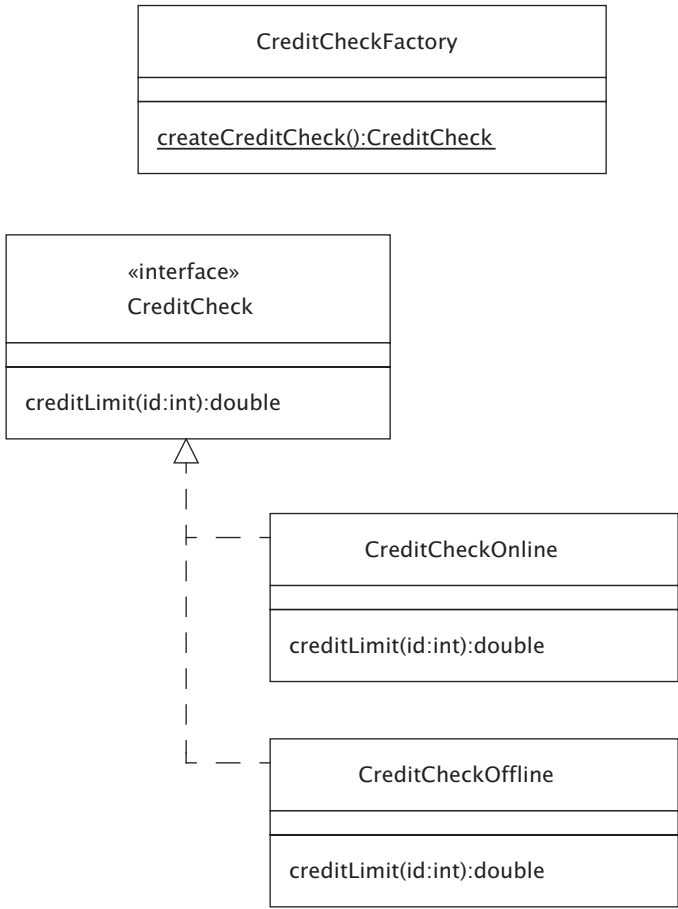 CreditCheckFactory
createCreditCheck():CreditCheck
«interface»
CreditCheck
creditLimit(id:int):double
CreditCheckOnline
creditLimit(id:int):double
CreditCheckOffline
creditLimit(id:int):double